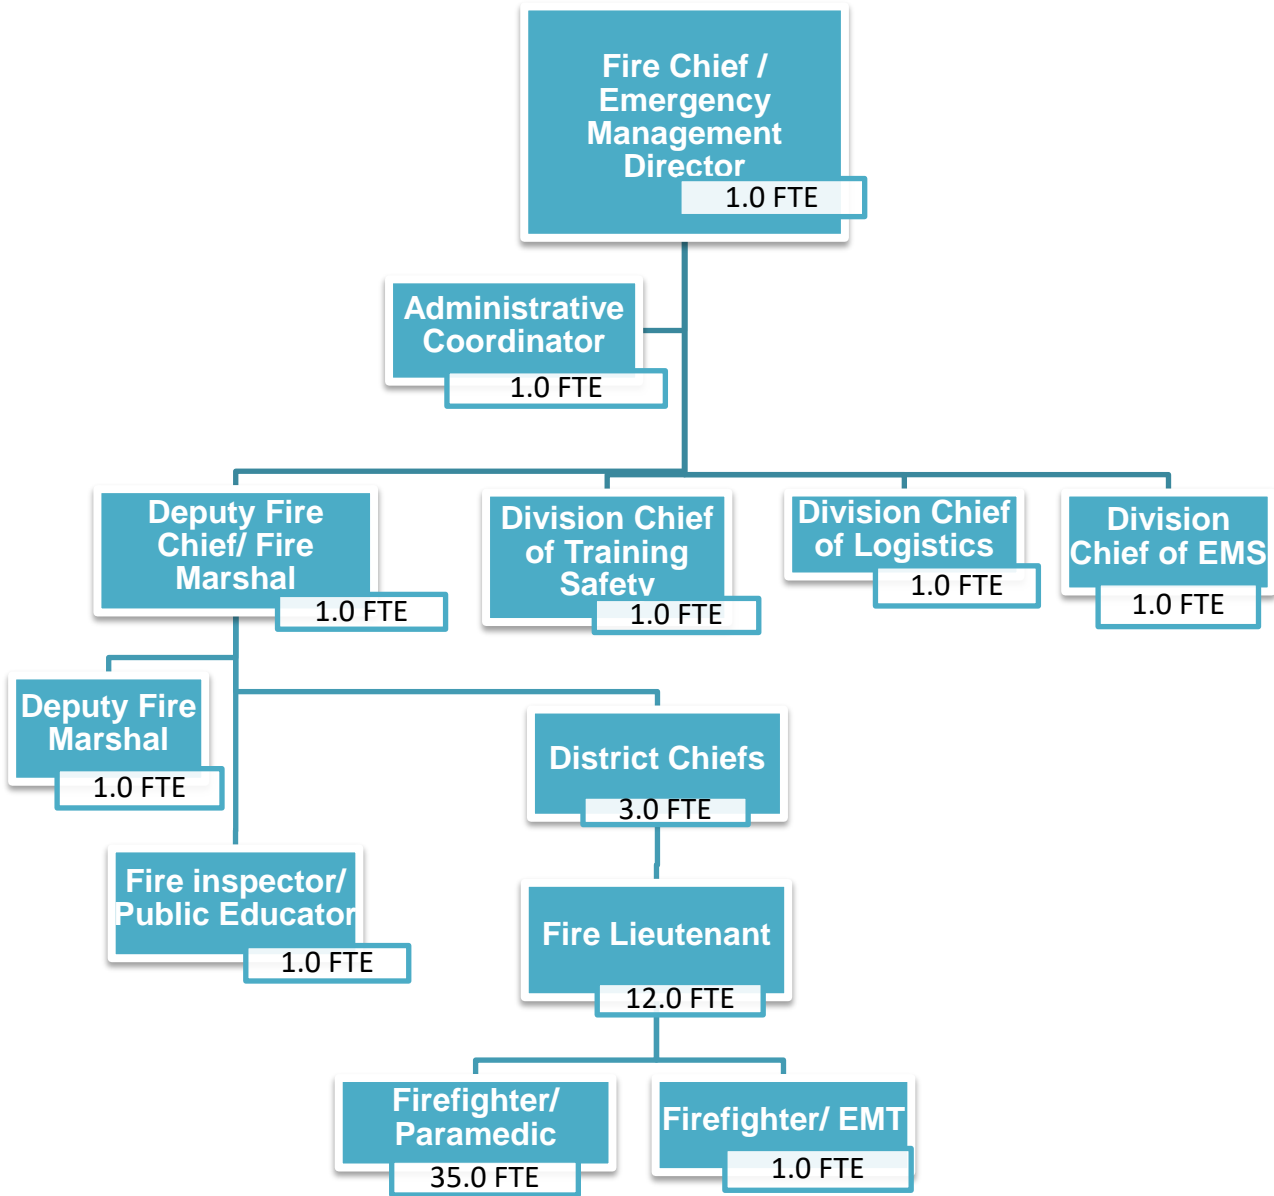 Fire Chief /
Emergency
Management
Director
1.0 FTE
Administrative
Coordinator
1.0 FTE
Deputy Fire
Chief/ Fire
Marshal
1.0 FTE
Division Chief
of Training
Safety
1.0 FTE
Division Chief
of Logistics
1.0 FTE
Division
Chief of EMS
1.0 FTE
Deputy Fire
Marshal
1.0 FTE
District Chiefs
3.0 FTE
Fire inspector/
Public Educator
1.0 FTE
Fire Lieutenant
12.0 FTE
Firefighter/
Paramedic
35.0 FTE
Firefighter/ EMT
1.0 FTE